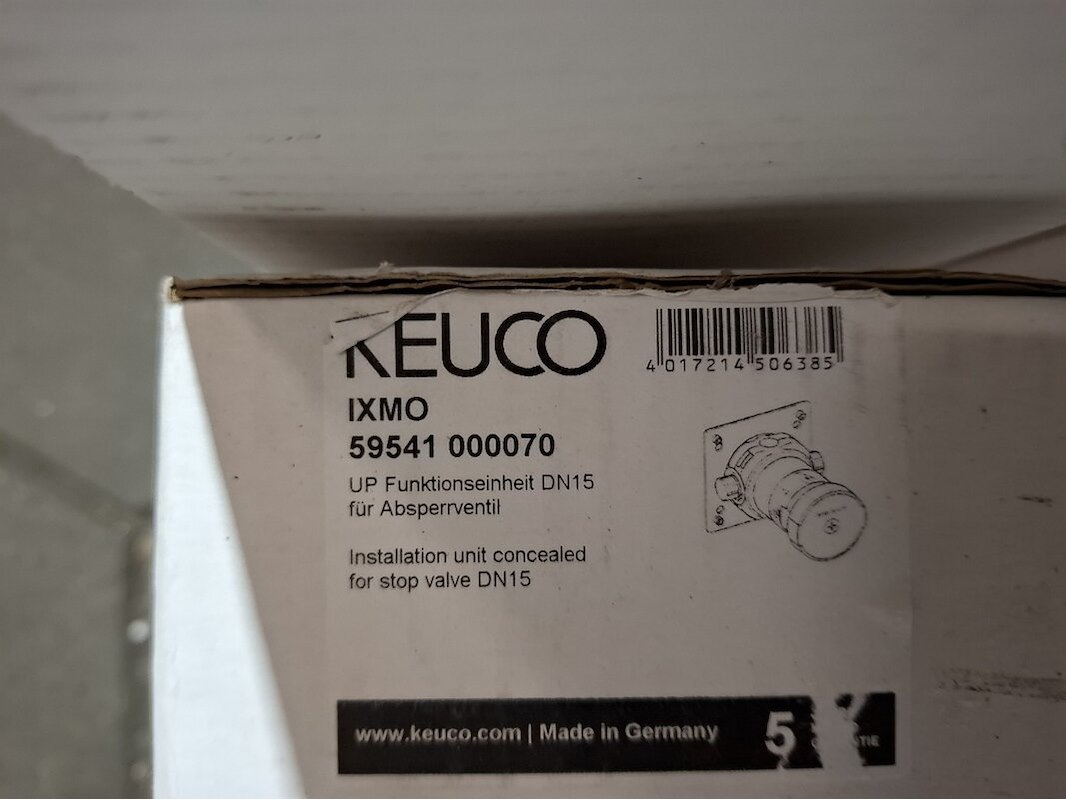 KEUCO
4 017214 506385
IXMO
59541 000070
UP Funktionseinheit DN15
für Absperrventil
Installation unit concealed
for stop valve DN15
www.keuco.com | Made in Germany
5